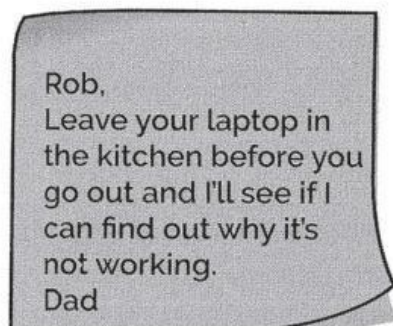 Rob,
Leave your laptop in
the kitchen before you
go out and I'll see if I
can find out why it's
not working.
Dad